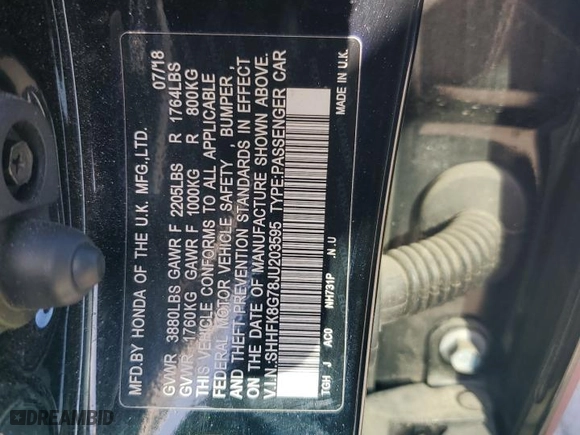 MFD.BY HONDA OF THE U.K. MFG.,LTD. 07/18
GVWR 3880LBS GAWR F 2205LBS R 1764LBS
GVWR 1760KG GAWR F 1000KG R 800KG
THIS VEHICLE CONFORMS TO ALL APPLICABLE
FEDERAL MOTOR VEHICLE SAFETY , BUMPER ,
AND THEFT PREVENTION STANDARDS IN EFFECT
ON THE DATE OF MANUFACTURE SHOWN ABOVE.
V.I.N.:SHHFK8G78JU203595 TYPE:PASSENGER CAR
TGH J AC0 NH731P .N .U MADE IN U.K.
DREAMBID